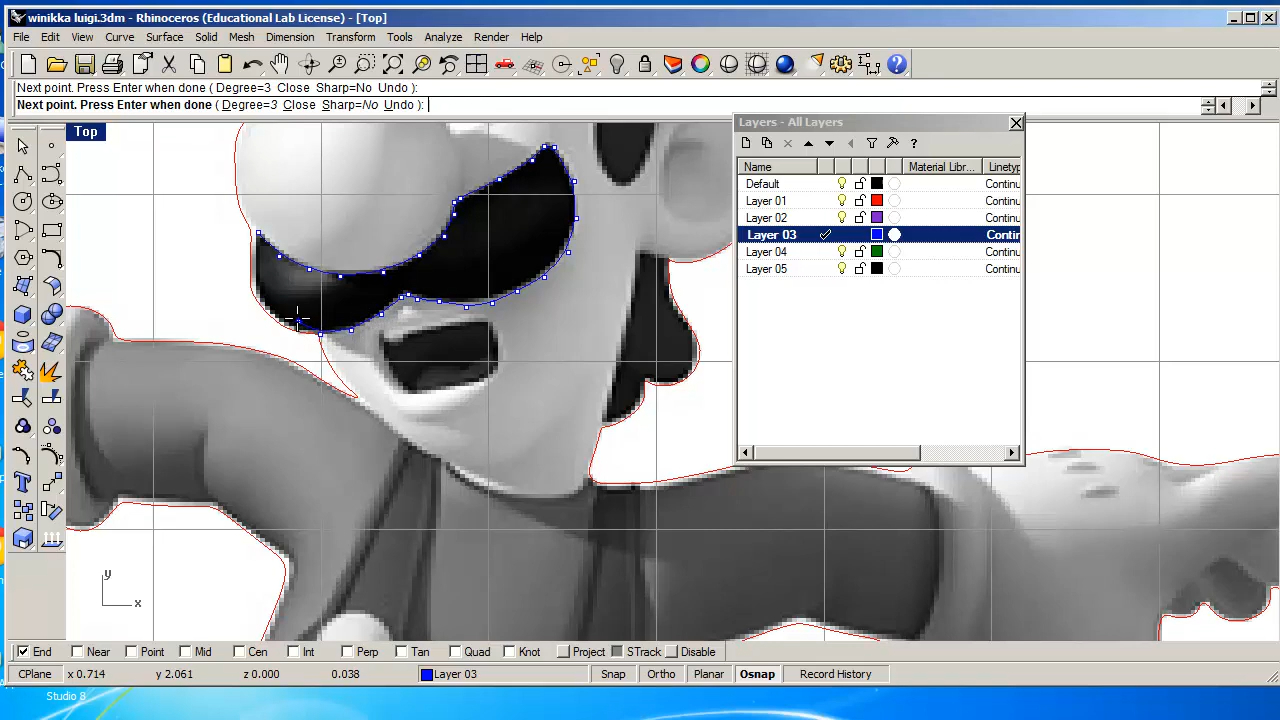 winikka luigi.3dm - Rhinoceros (Educational Lab License) - [Top]
File Edit View Curve Surface Solid Mesh Dimension Transform Tools Analyze Render Help
Next point. Press Enter when done ( Degree=3 Close Sharp=No Undo ):
Next point. Press Enter when done ( Degree=3 Close Sharp=No Undo ):
Top
Layers - All Layers
Name Material Libr... Linetyp
Default Continu
Layer 01 Continu
Layer 02 Continu
Layer 03 Contin
Layer 04 Continu
Layer 05 Continu
y
x
End Near Point Mid Cen Int Perp Tan Quad Knot Project STrack Disable
CPlane x 0.714 y 2.061 z 0.000 0.038 Layer 03 Snap Ortho Planar Osnap Record History
Studio 8